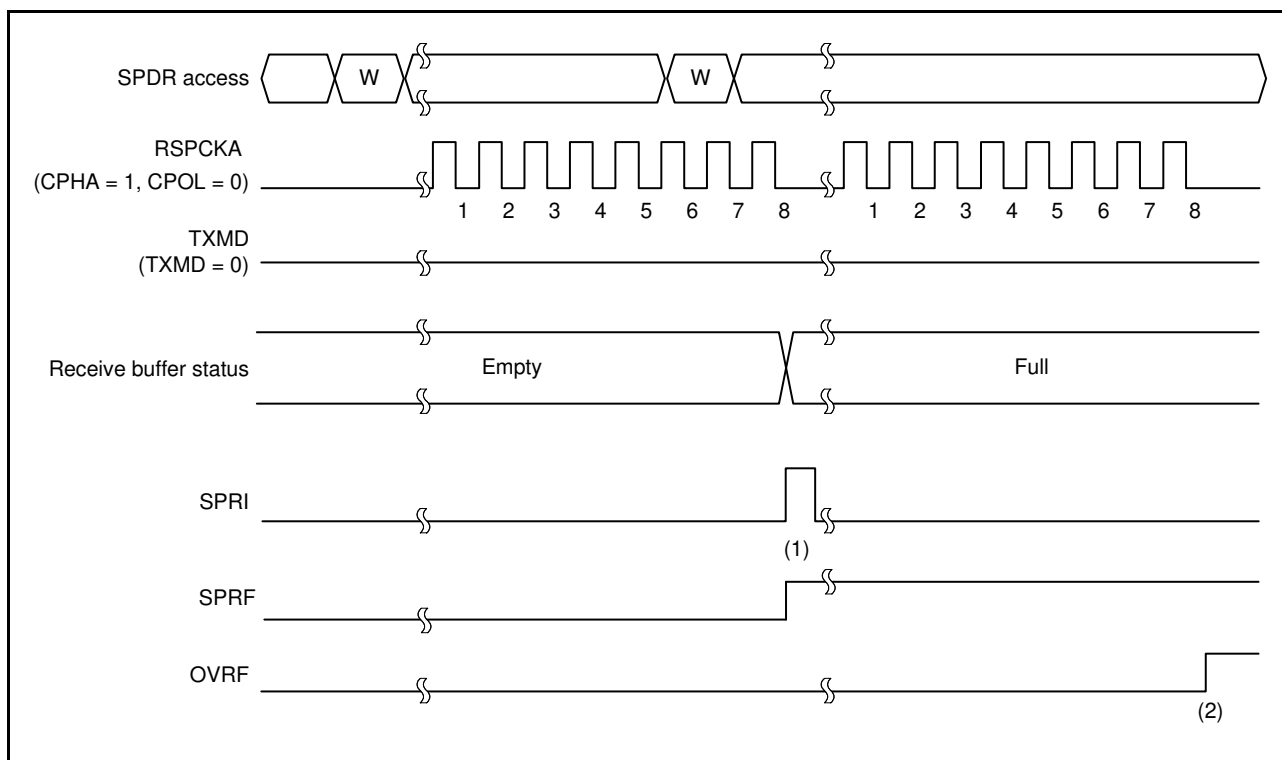 SPDR access W W
RSPCKA
(CPHA = 1, CPOL = 0)
1 2 3 4 5 6 7 8 1 2 3 4 5 6 7 8
TXMD
(TXMD = 0)
Receive buffer status Empty Full
SPRI
(1)
SPRF
OVRF
(2)